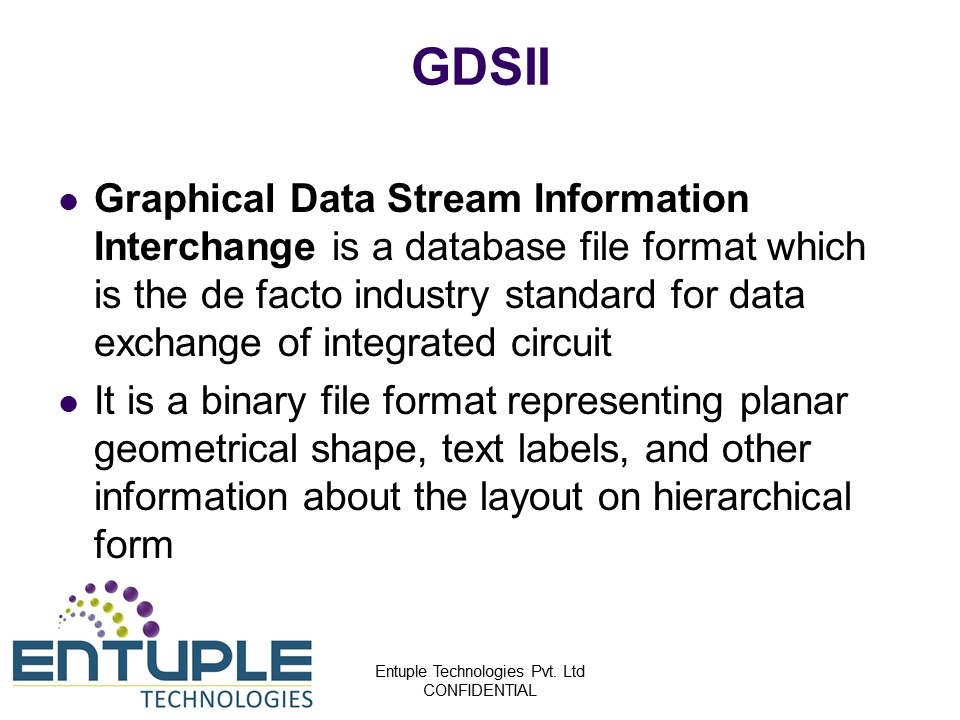 GDSII
Graphical Data Stream Information
Interchange is a database file format which
is the de facto industry standard for data
exchange of integrated circuit
It is a binary file format representing planar
geometrical shape, text labels, and other
information about the layout on hierarchical
form
ENTUPLE
TECHNOLOGIES
Entuple Technologies Pvt. Ltd
CONFIDENTIAL